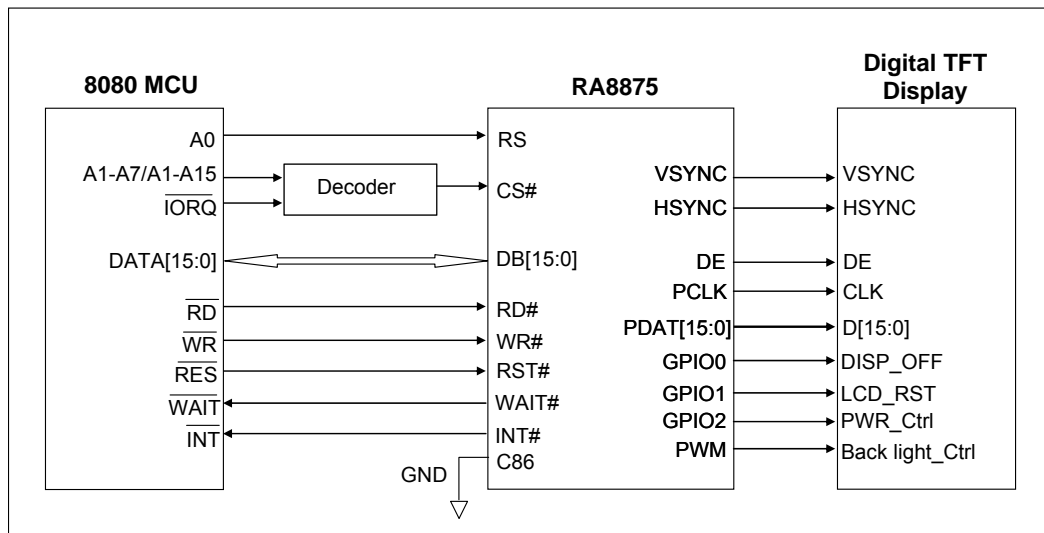 8080 MCU
A0
A1-A7/A1-A15
IORQ
DATA[15:0]
RD
WR
RES
WAIT
INT
Decoder
GND
RA8875
RS
CS#
DB[15:0]
RD#
WR#
RST#
WAIT#
INT#
C86
VSYNC
HSYNC
DE
PCLK
PDAT[15:0]
GPIO0
GPIO1
GPIO2
PWM
Digital TFT
Display
VSYNC
HSYNC
DE
CLK
D[15:0]
DISP_OFF
LCD_RST
PWR_Ctrl
Back light_Ctrl